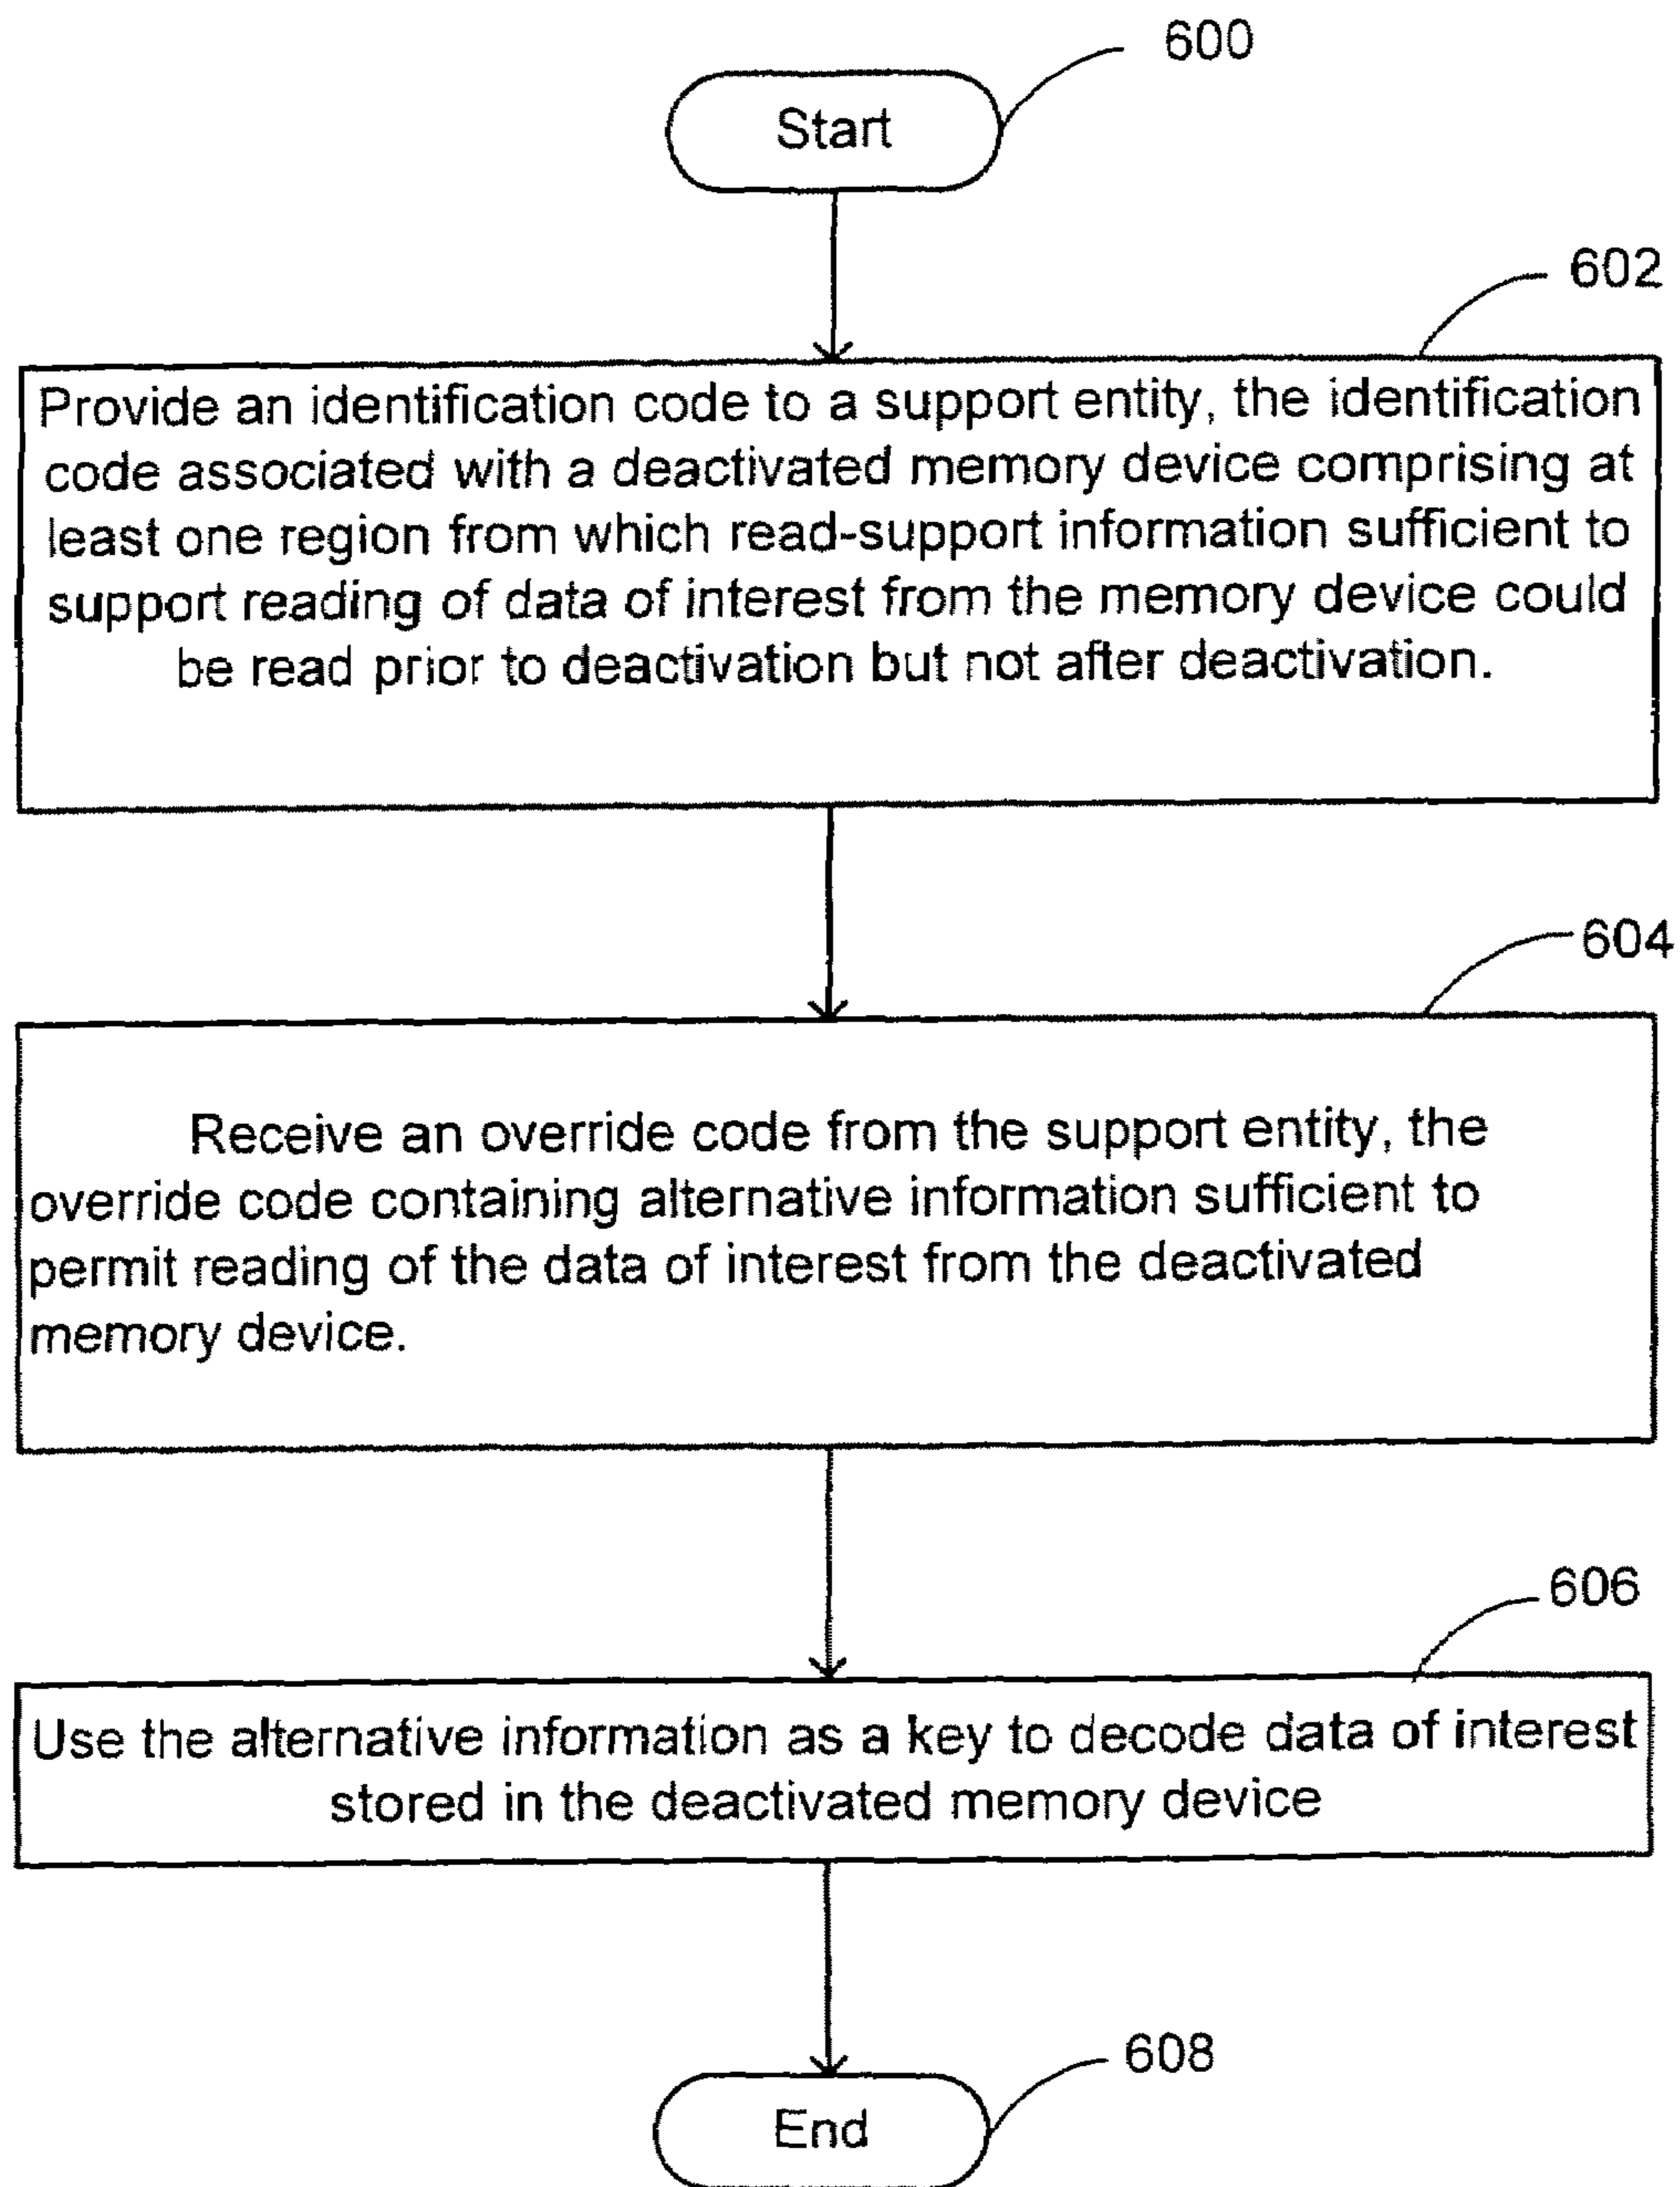 600
Start
602
Provide an identification code to a support entity, the identification
code associated with a deactivated memory device comprising at
least one region from which read-support information sufficient to
support reading of data of interest from the memory device could
be read prior to deactivation but not after deactivation.
604
Receive an override code from the support entity, the
override code containing alternative information sufficient to
permit reading of the data of interest from the deactivated
memory device.
606
Use the alternative information as a key to decode data of interest
stored in the deactivated memory device
608
End